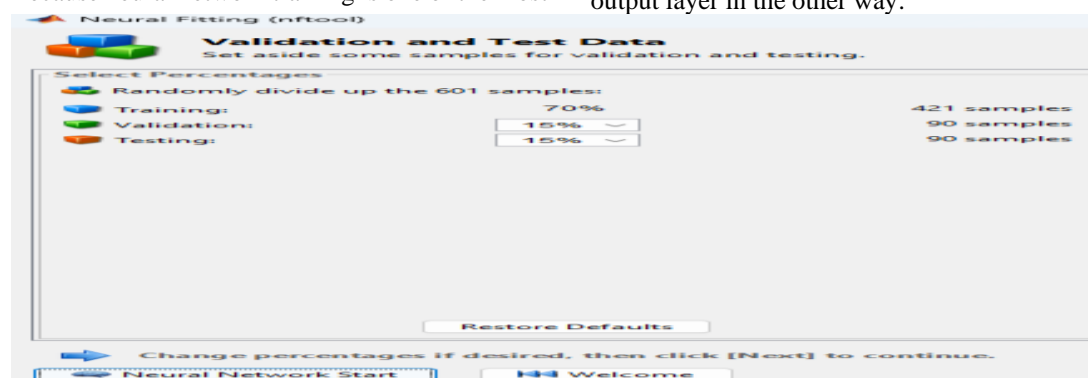 output layer in the other way.
Neural Fitting (nftool)
Validation and Test Data
Set aside some samples for validation and testing.
Select Percentages
Randomly divide up the 601 samples:
Training: 70% 421 samples
Validation: 15% 90 samples
Testing: 15% 90 samples
Restore Defaults
Change percentages if desired, then click [Next] to continue.
Neural Network Start Welcome